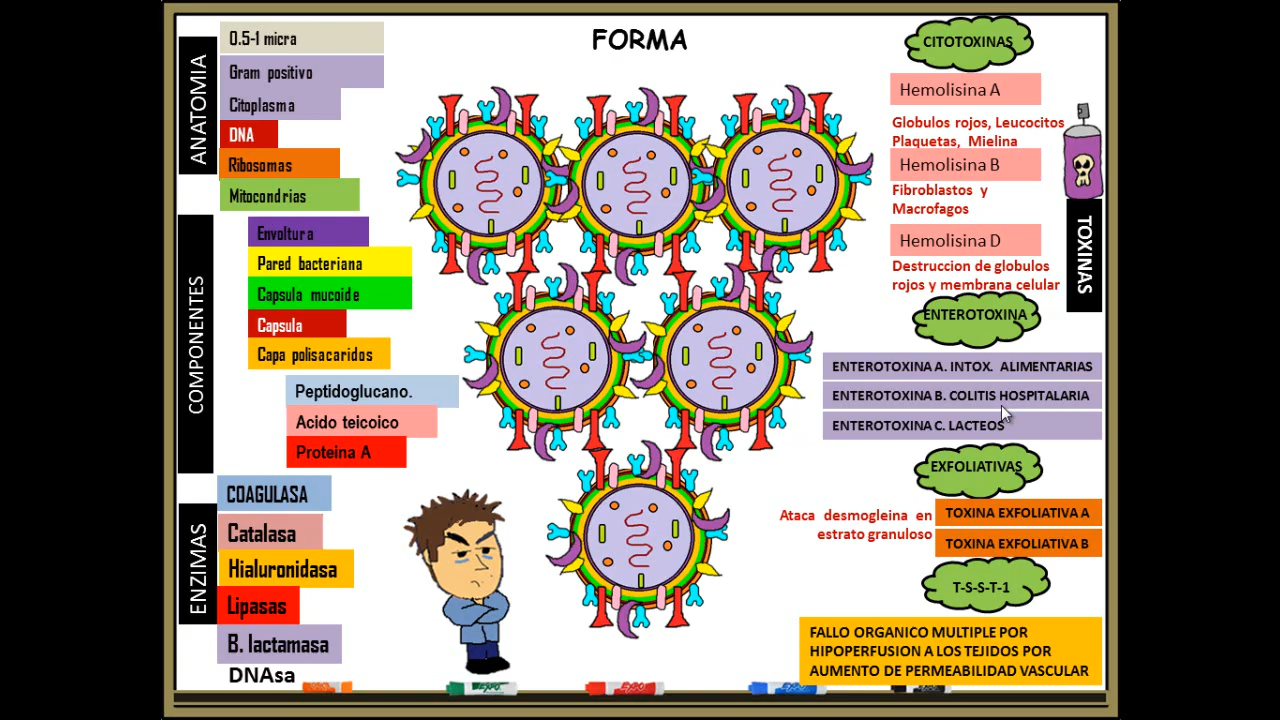 FORMA
ANATOMIA
0.5-1 micra
Gram positivo
Citoplasma
DNA
Ribosomas
Mitocondrias
COMPONENTES
Envoltura
Pared bacteriana
Capsula mucoide
Capsula
Capa polisacaridos
Peptidoglucano.
Acido teicoico
Proteina A
ENZIMAS
COAGULASA
Catalasa
Hialuronidasa
Lipasas
B. lactamasa
DNAsa
TOXINAS
CITOTOXINAS
Hemolisina A
Globulos rojos, Leucocitos
Plaquetas, Mielina
Hemolisina B
Fibroblastos y
Macrofagos
Hemolisina D
Destruccion de globulos
rojos y membrana celular
ENTEROTOXINA
ENTEROTOXINA A. INTOX. ALIMENTARIAS
ENTEROTOXINA B. COLITIS HOSPITALARIA
ENTEROTOXINA C. LACTEOS
EXFOLIATIVAS
Ataca desmogleina en
estrato granuloso
TOXINA EXFOLIATIVA A
TOXINA EXFOLIATIVA B
T-S-S-T-1
FALLO ORGANICO MULTIPLE POR
HIPOPERFUSION A LOS TEJIDOS POR
AUMENTO DE PERMEABILIDAD VASCULAR
EXPO
EXPO
EXPO